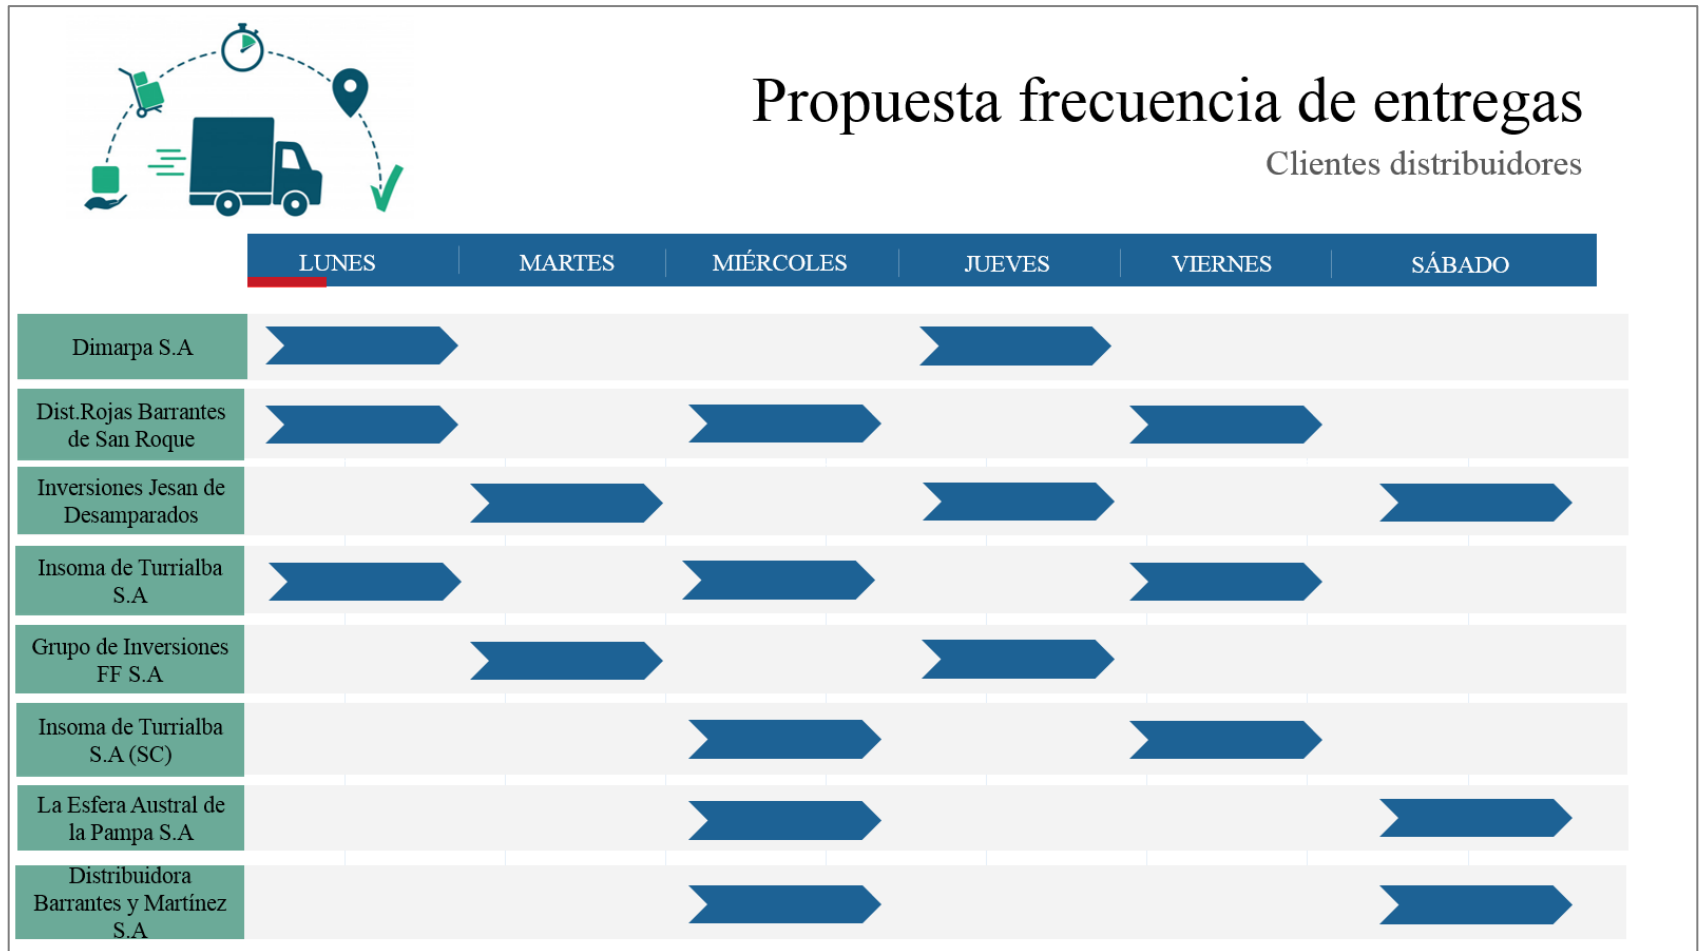 Propuesta frecuencia de entregas
Clientes distribuidores
LUNES MARTES MIÉRCOLES JUEVES VIERNES SÁBADO
Dimarpa S.A
Dist.Rojas Barrantes
de San Roque
Inversiones Jesan de
Desamparados
Insoma de Turrialba
S.A
Grupo de Inversiones
FF S.A
Insoma de Turrialba
S.A (SC)
La Esfera Austral de
la Pampa S.A
Distribuidora
Barrantes y Martínez
S.A